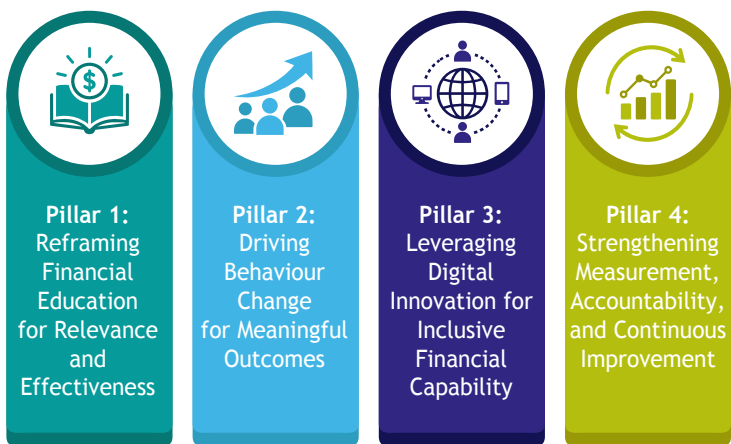 $
Pillar 1:
Reframing
Financial
Education
for Relevance
and
Effectiveness
Pillar 2:
Driving
Behaviour
Change
for Meaningful
Outcomes
Pillar 3:
Leveraging
Digital
Innovation for
Inclusive
Financial
Capability
Pillar 4:
Strengthening
Measurement,
Accountability,
and Continuous
Improvement